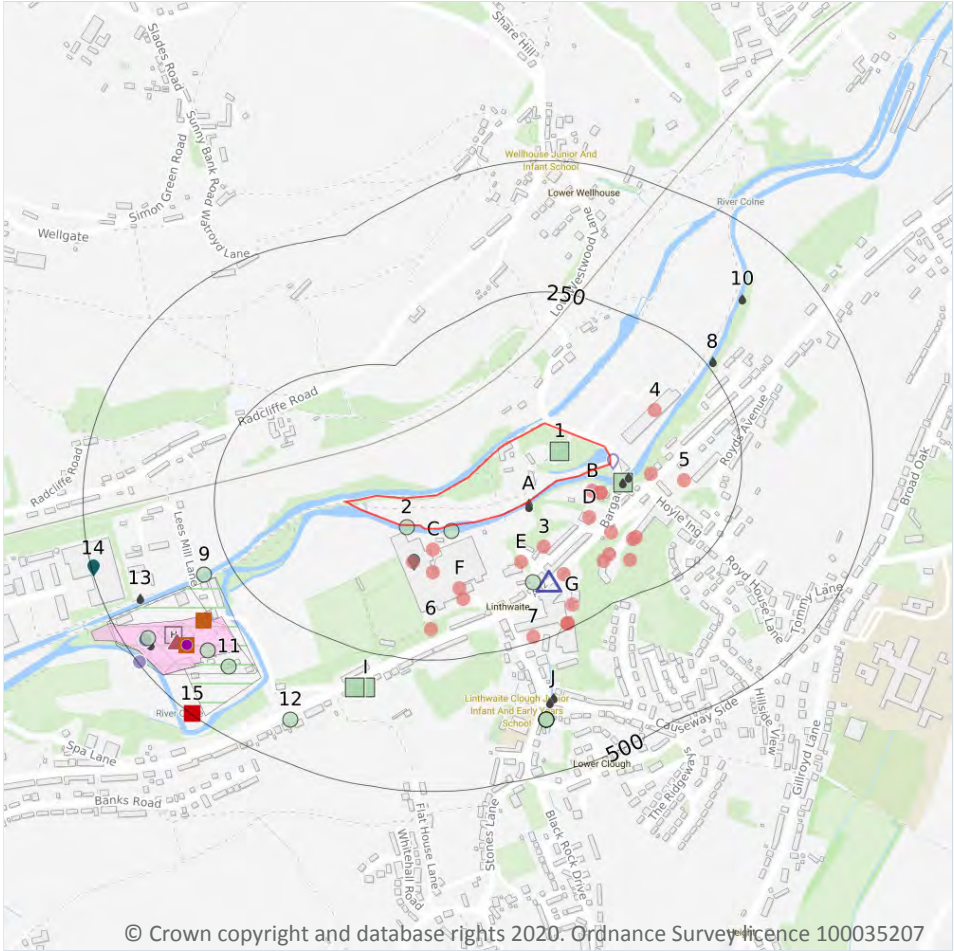 Share Hill
Slades Road
Sunny Bank Road
Watroyd Lane
Simon Green Road
Wellgate
Wellhouse Junior And
Infant School
Lower Wellhouse
River Colne
Lower Westwood Lane
250
10
8
4
Radcliffe Road
Radcliffe Road
Royds Avenue
Broad Oak
1
B
5
A
D
2
C
3
Hoyle Ing
E
Lees Mill Lane
14
9
F
G
Royd House Lane
13
Linthwaite
Tommy Lane
6
7
H
11
I
J
15
River
12
Linthwaite Clough Junior
Infant And Early Years
School
Causeway Side
Hillside View
Spa Lane
500
Lower Clough
Gillroyd Lane
The Ridgeways
Banks Road
Flat House Lane
Whitehall Road
Stones Lane
Black Rock Drive
© Crown copyright and database rights 2020. Ordnance Survey licence 100035207